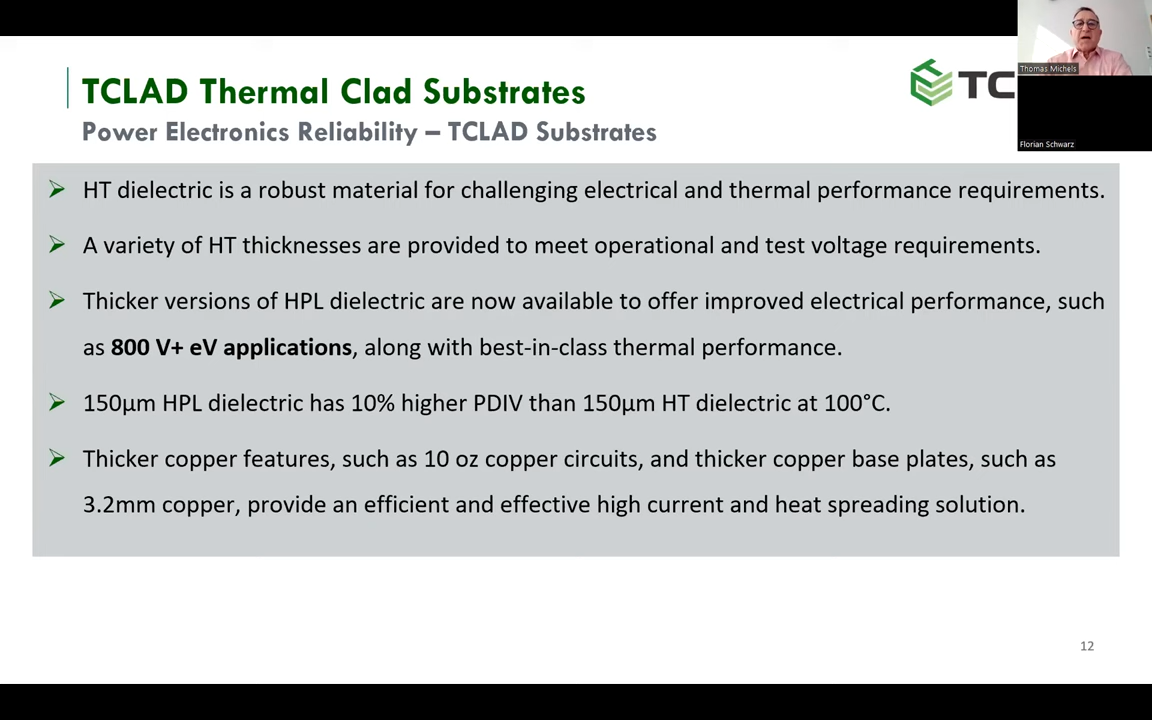 TCLAD Thermal Clad Substrates
Power Electronics Reliability – TCLAD Substrates
TC
Thomas Michels
Florian Schwarz
➢ HT dielectric is a robust material for challenging electrical and thermal performance requirements.
➢ A variety of HT thicknesses are provided to meet operational and test voltage requirements.
➢ Thicker versions of HPL dielectric are now available to offer improved electrical performance, such
as 800 V+ eV applications, along with best-in-class thermal performance.
➢ 150µm HPL dielectric has 10% higher PDIV than 150µm HT dielectric at 100°C.
➢ Thicker copper features, such as 10 oz copper circuits, and thicker copper base plates, such as
3.2mm copper, provide an efficient and effective high current and heat spreading solution.
12